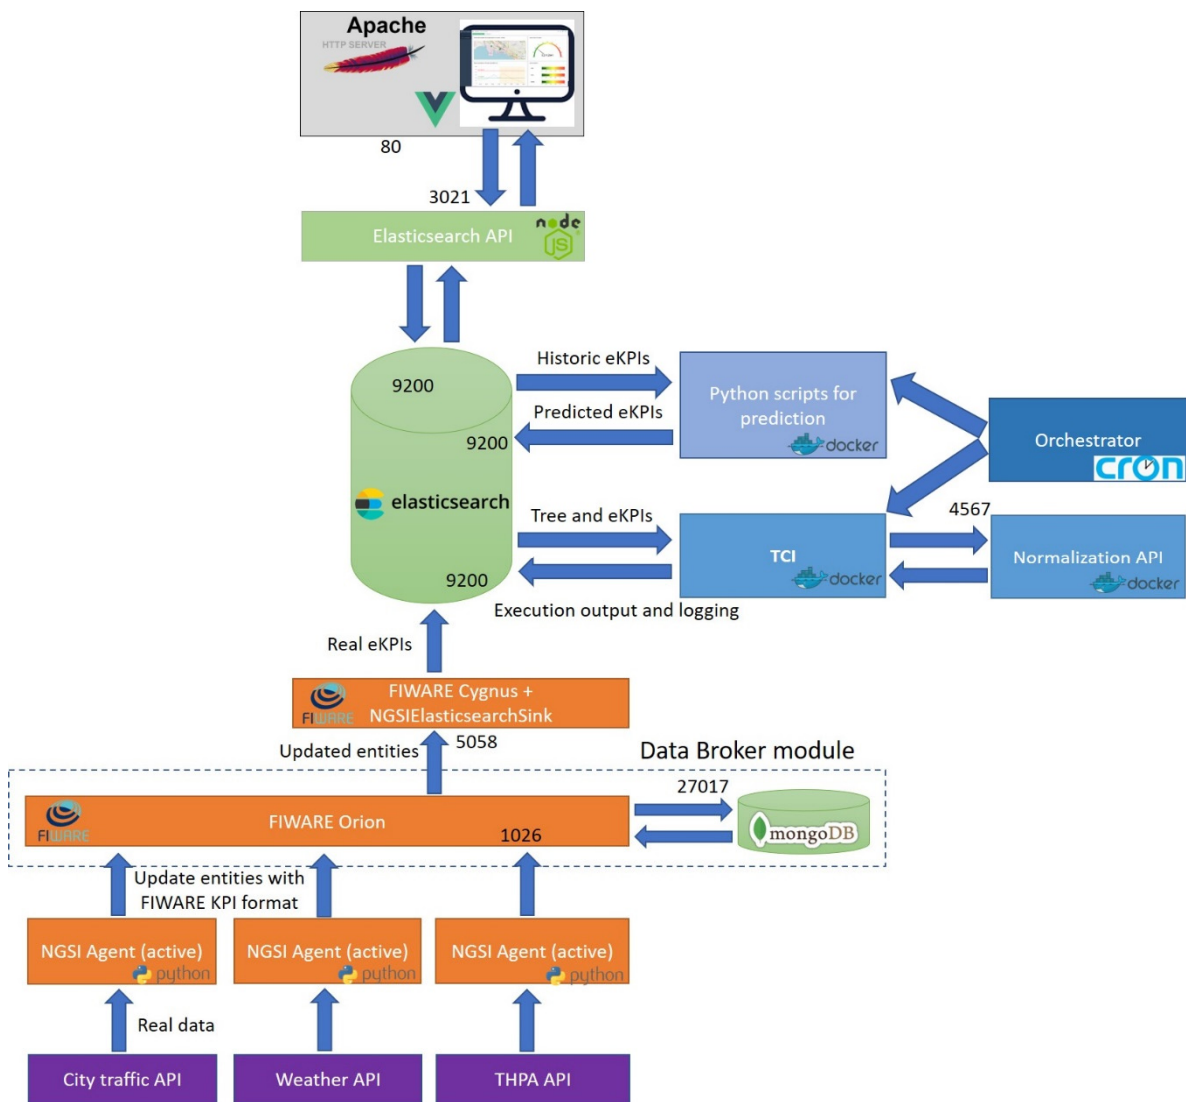 Apache
HTTP SERVER
80
3021
Elasticsearch API
node
JS
9200
Historic eKPIs
Predicted eKPIs
9200
Python scripts for
prediction
docker
Orchestrator
cron
elasticsearch
Tree and eKPIs
TCI
docker
4567
Normalization API
docker
9200
Execution output and logging
Real eKPIs
FIWARE Cygnus +
NGSIElasticsearchSink
FIWARE
5058
Updated entities
Data Broker module
27017
FIWARE Orion
FIWARE
1026
mongoDB
Update entities with
FIWARE KPI format
NGSI Agent (active)
python
NGSI Agent (active)
python
NGSI Agent (active)
python
Real data
City traffic API
Weather API
THPA API